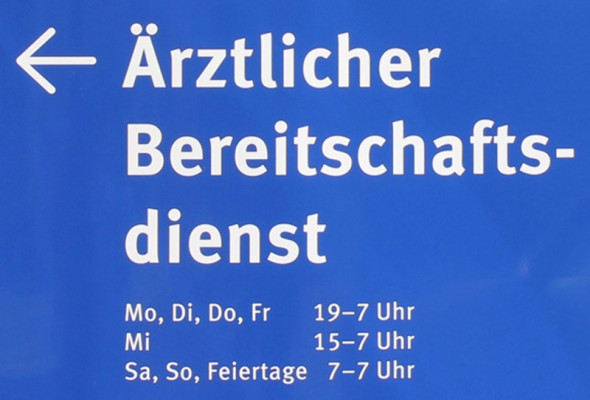 ← Ärztlicher
Bereitschafts-
dienst
Mo, Di, Do, Fr 19–7 Uhr
Mi 15–7 Uhr
Sa, So, Feiertage 7–7 Uhr